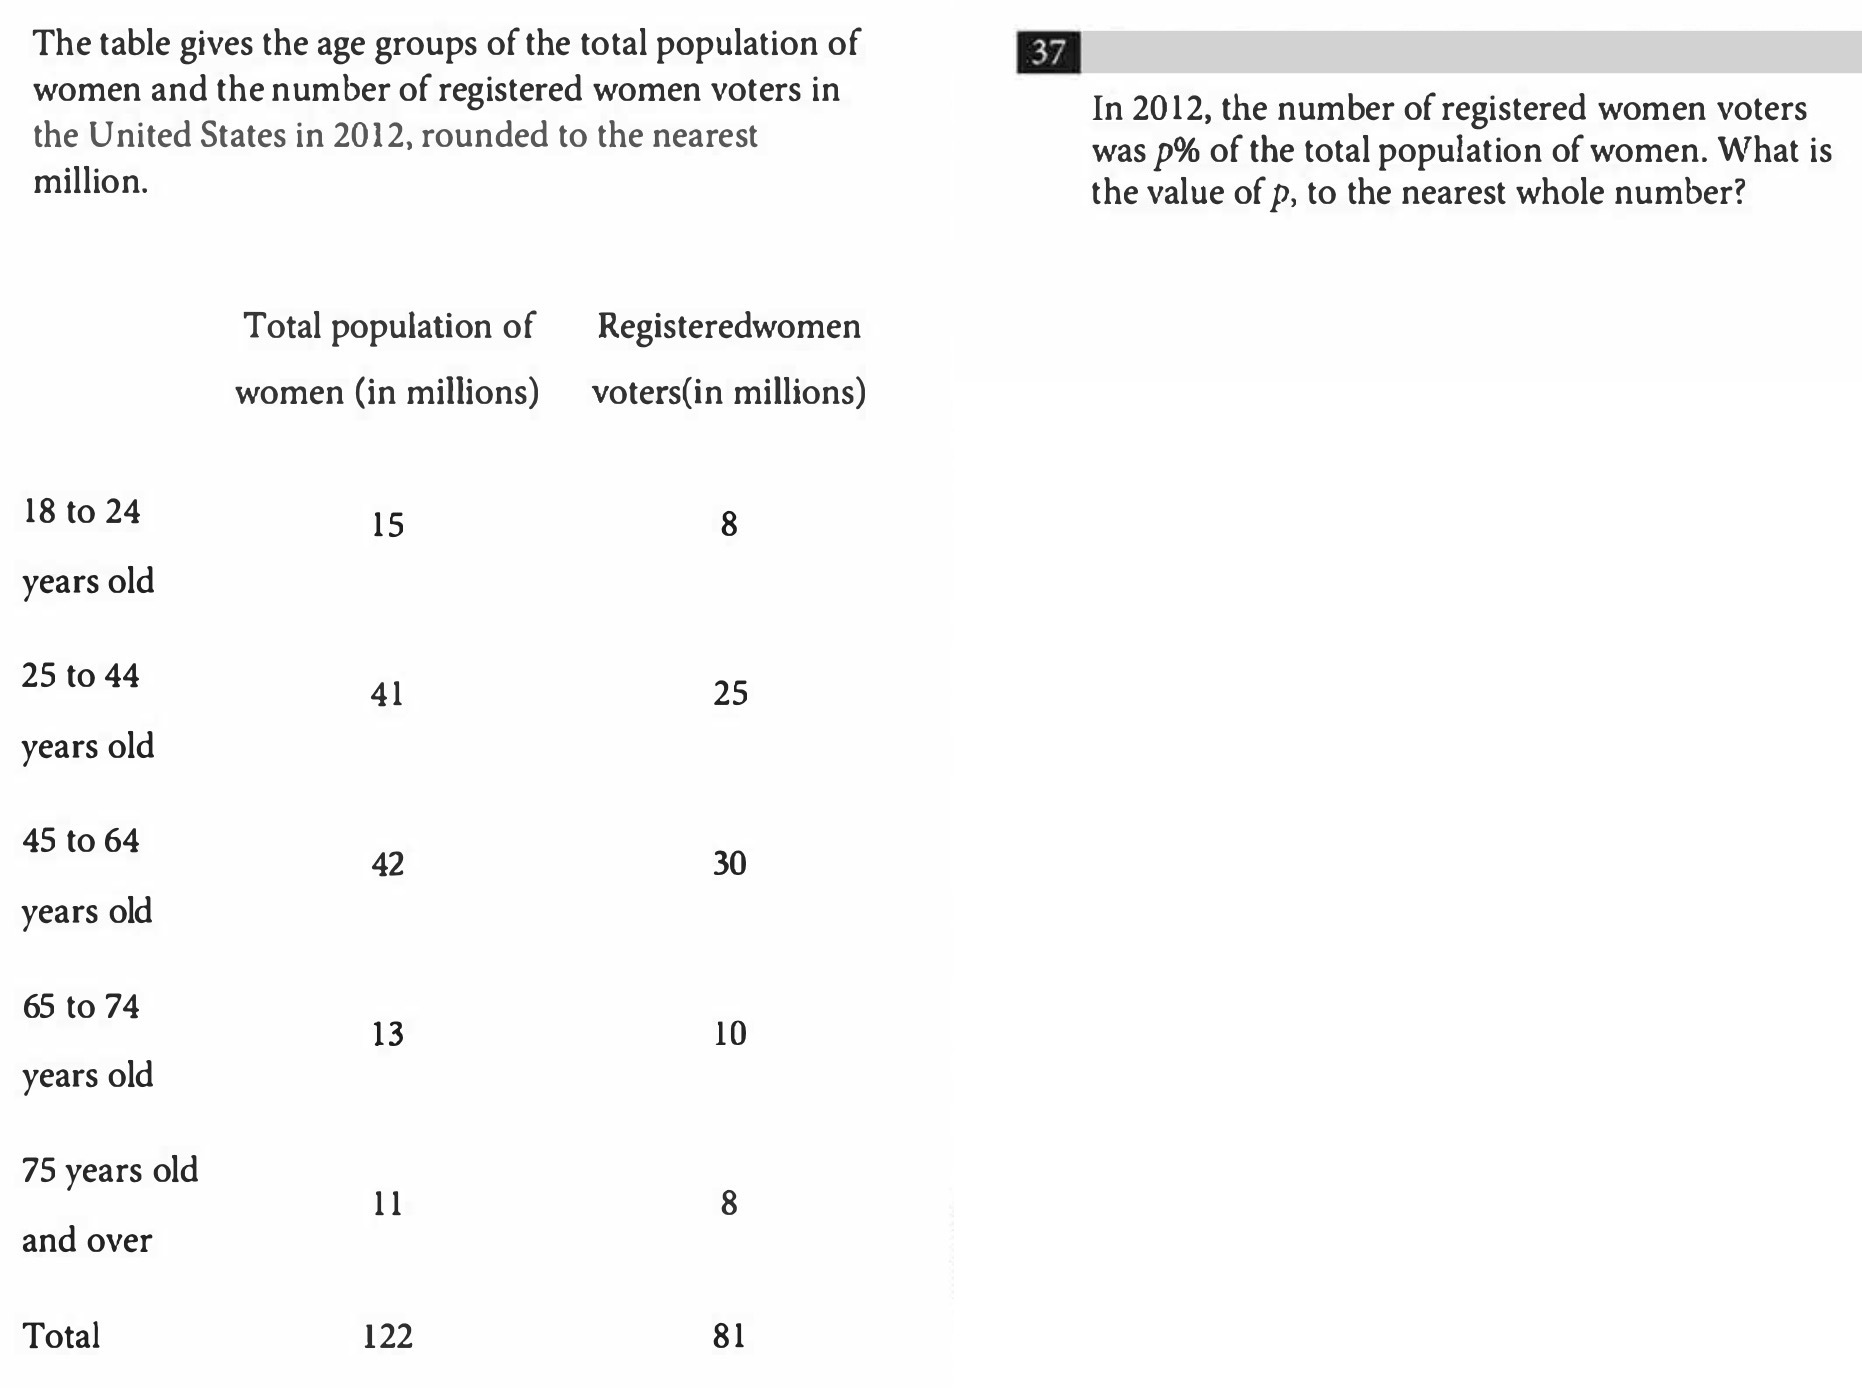 The table gives the age groups of the total population of
women and the number of registered women voters in
the United States in 2012, rounded to the nearest
million.
Total population of Registeredwomen
women (in millions) voters(in millions)
18 to 24
15 8
years old
25 to 44
41 25
years old
45 to 64
42 30
years old
65 to 74
13 10
years old
75 years old
11 8
and over
Total 122 81
37
In 2012, the number of registered women voters
was p% of the total population of women. What is
the value of p, to the nearest whole number?